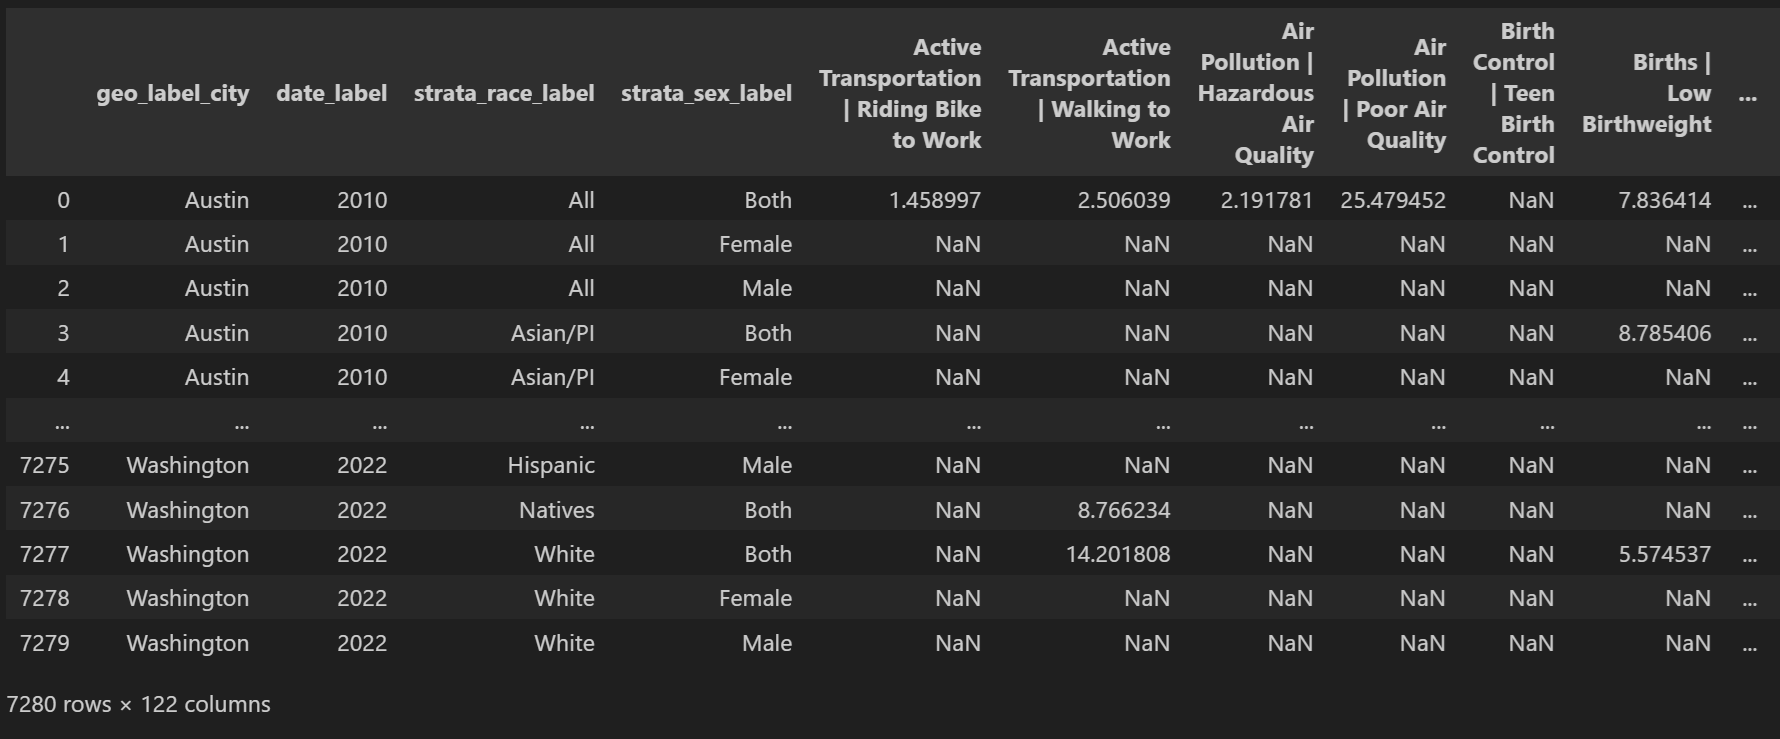 geo_label_city date_label strata_race_label strata_sex_label Active Transportation | Riding Bike to Work Active Transportation | Walking to Work Air Pollution | Hazardous Air Quality Air Pollution | Poor Air Quality Birth Control | Teen Birth Control Births | Low Birthweight ...
0 Austin 2010 All Both 1.458997 2.506039 2.191781 25.479452 NaN 7.836414 ...
1 Austin 2010 All Female NaN NaN NaN NaN NaN NaN ...
2 Austin 2010 All Male NaN NaN NaN NaN NaN NaN ...
3 Austin 2010 Asian/PI Both NaN NaN NaN NaN NaN 8.785406 ...
4 Austin 2010 Asian/PI Female NaN NaN NaN NaN NaN NaN ...
... ... ... ... ... ... ... ... ... ... ... ...
7275 Washington 2022 Hispanic Male NaN NaN NaN NaN NaN NaN ...
7276 Washington 2022 Natives Both NaN 8.766234 NaN NaN NaN NaN ...
7277 Washington 2022 White Both NaN 14.201808 NaN NaN NaN 5.574537 ...
7278 Washington 2022 White Female NaN NaN NaN NaN NaN NaN ...
7279 Washington 2022 White Male NaN NaN NaN NaN NaN NaN ...
7280 rows × 122 columns